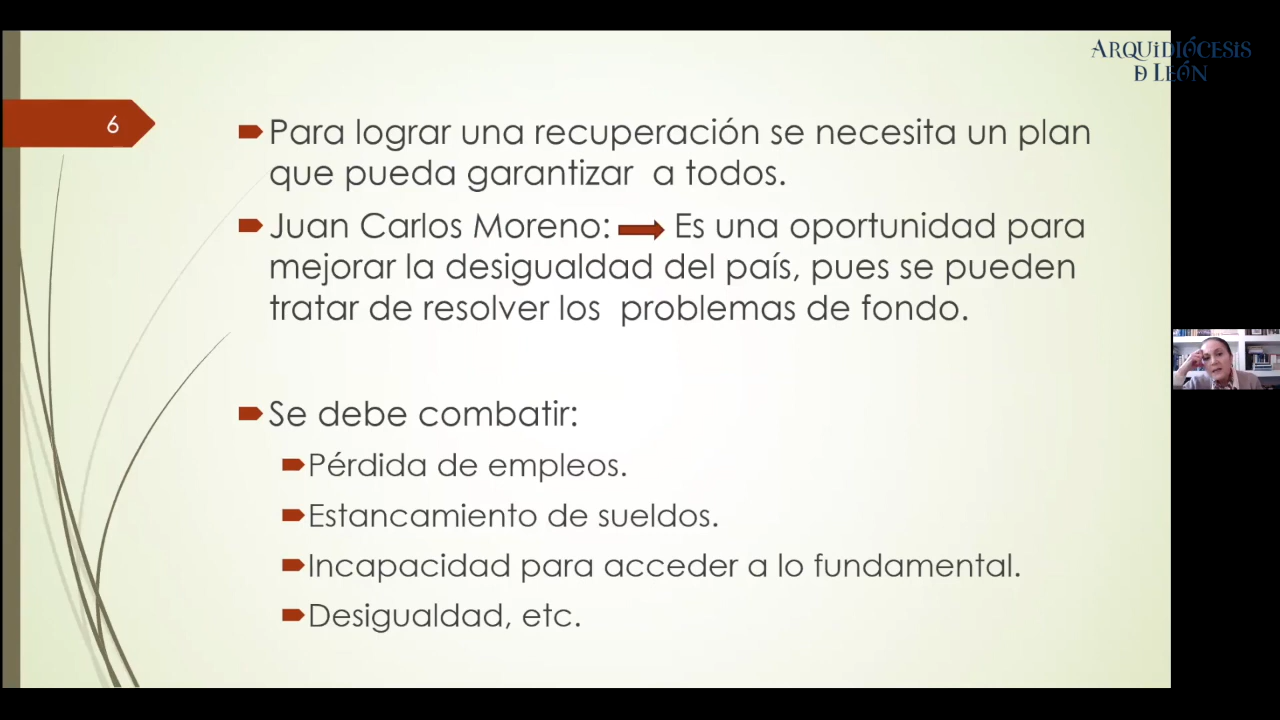 ARQUiDIÓCESiS
D LEÓN
6
Para lograr una recuperación se necesita un plan
que pueda garantizar a todos.
Juan Carlos Moreno: Es una oportunidad para
mejorar la desigualdad del país, pues se pueden
tratar de resolver los problemas de fondo.
Se debe combatir:
Pérdida de empleos.
Estancamiento de sueldos.
Incapacidad para acceder a lo fundamental.
Desigualdad, etc.